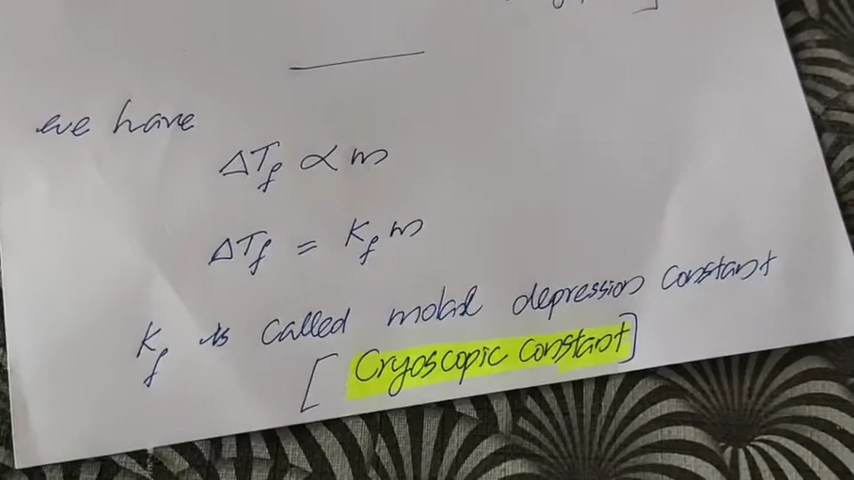 we have
ΔTf ∝ m
ΔTf = Kf m
Kf is called molal depression constant
[Cryoscopic constant]